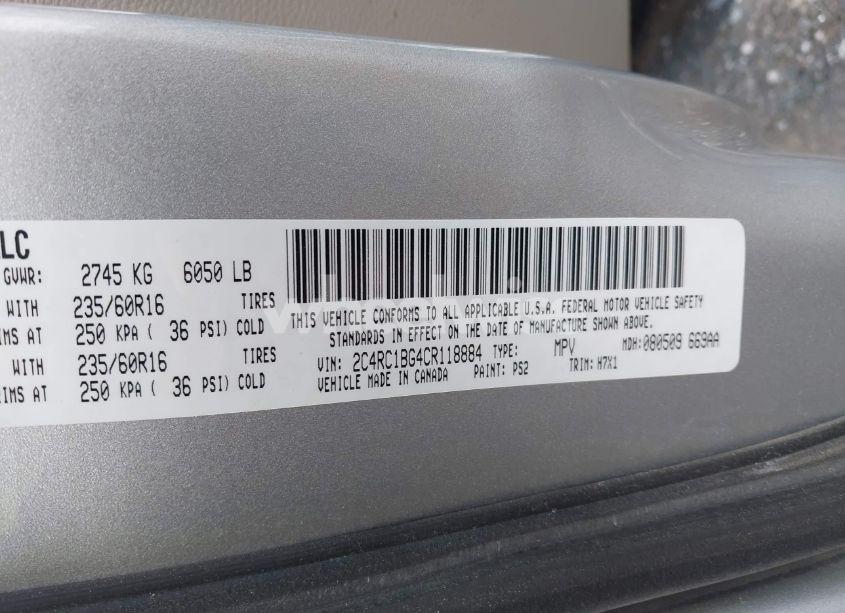 LC
GVWR: 2745 KG 6050 LB
WITH 235/60R16 TIRES
IMS AT 250 KPA ( 36 PSI) COLD
WITH 235/60R16 TIRES
RIMS AT 250 KPA ( 36 PSI) COLD
THIS VEHICLE CONFORMS TO ALL APPLICABLE U.S.A. FEDERAL MOTOR VEHICLE SAFETY
STANDARDS IN EFFECT ON THE DATE OF MANUFACTURE SHOWN ABOVE.
VIN: 2C4RC1BG4CR118884 TYPE: MPV MDH:080509 669AA
VEHICLE MADE IN CANADA PAINT: PS2 TRIM: H7X1